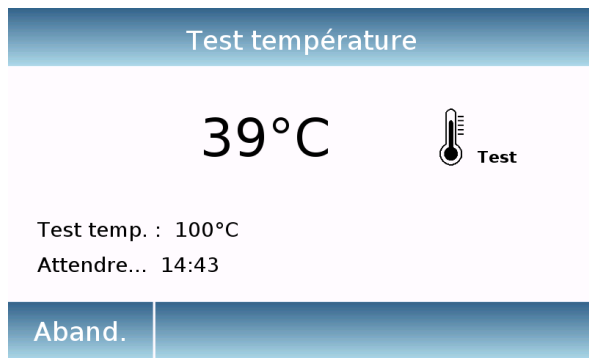 Test température
39°C
Test
Test temp. : 100°C
Attendre... 14:43
Aband.